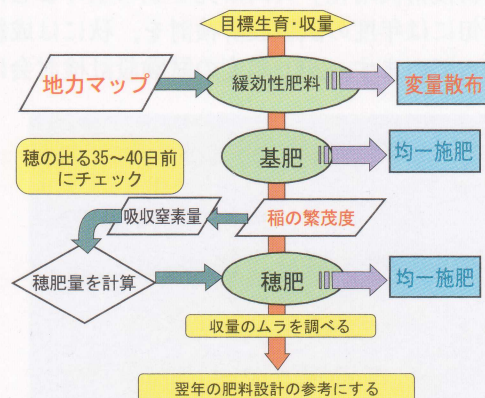 目標生育・収量
地力マップ
緩効性肥料
変量散布
基肥
均一施肥
穂の出る35～40日前
にチェック
吸収窒素量
稲の繁茂度
穂肥量を計算
穂肥
均一施肥
収量のムラを調べる
翌年の肥料設計の参考にする